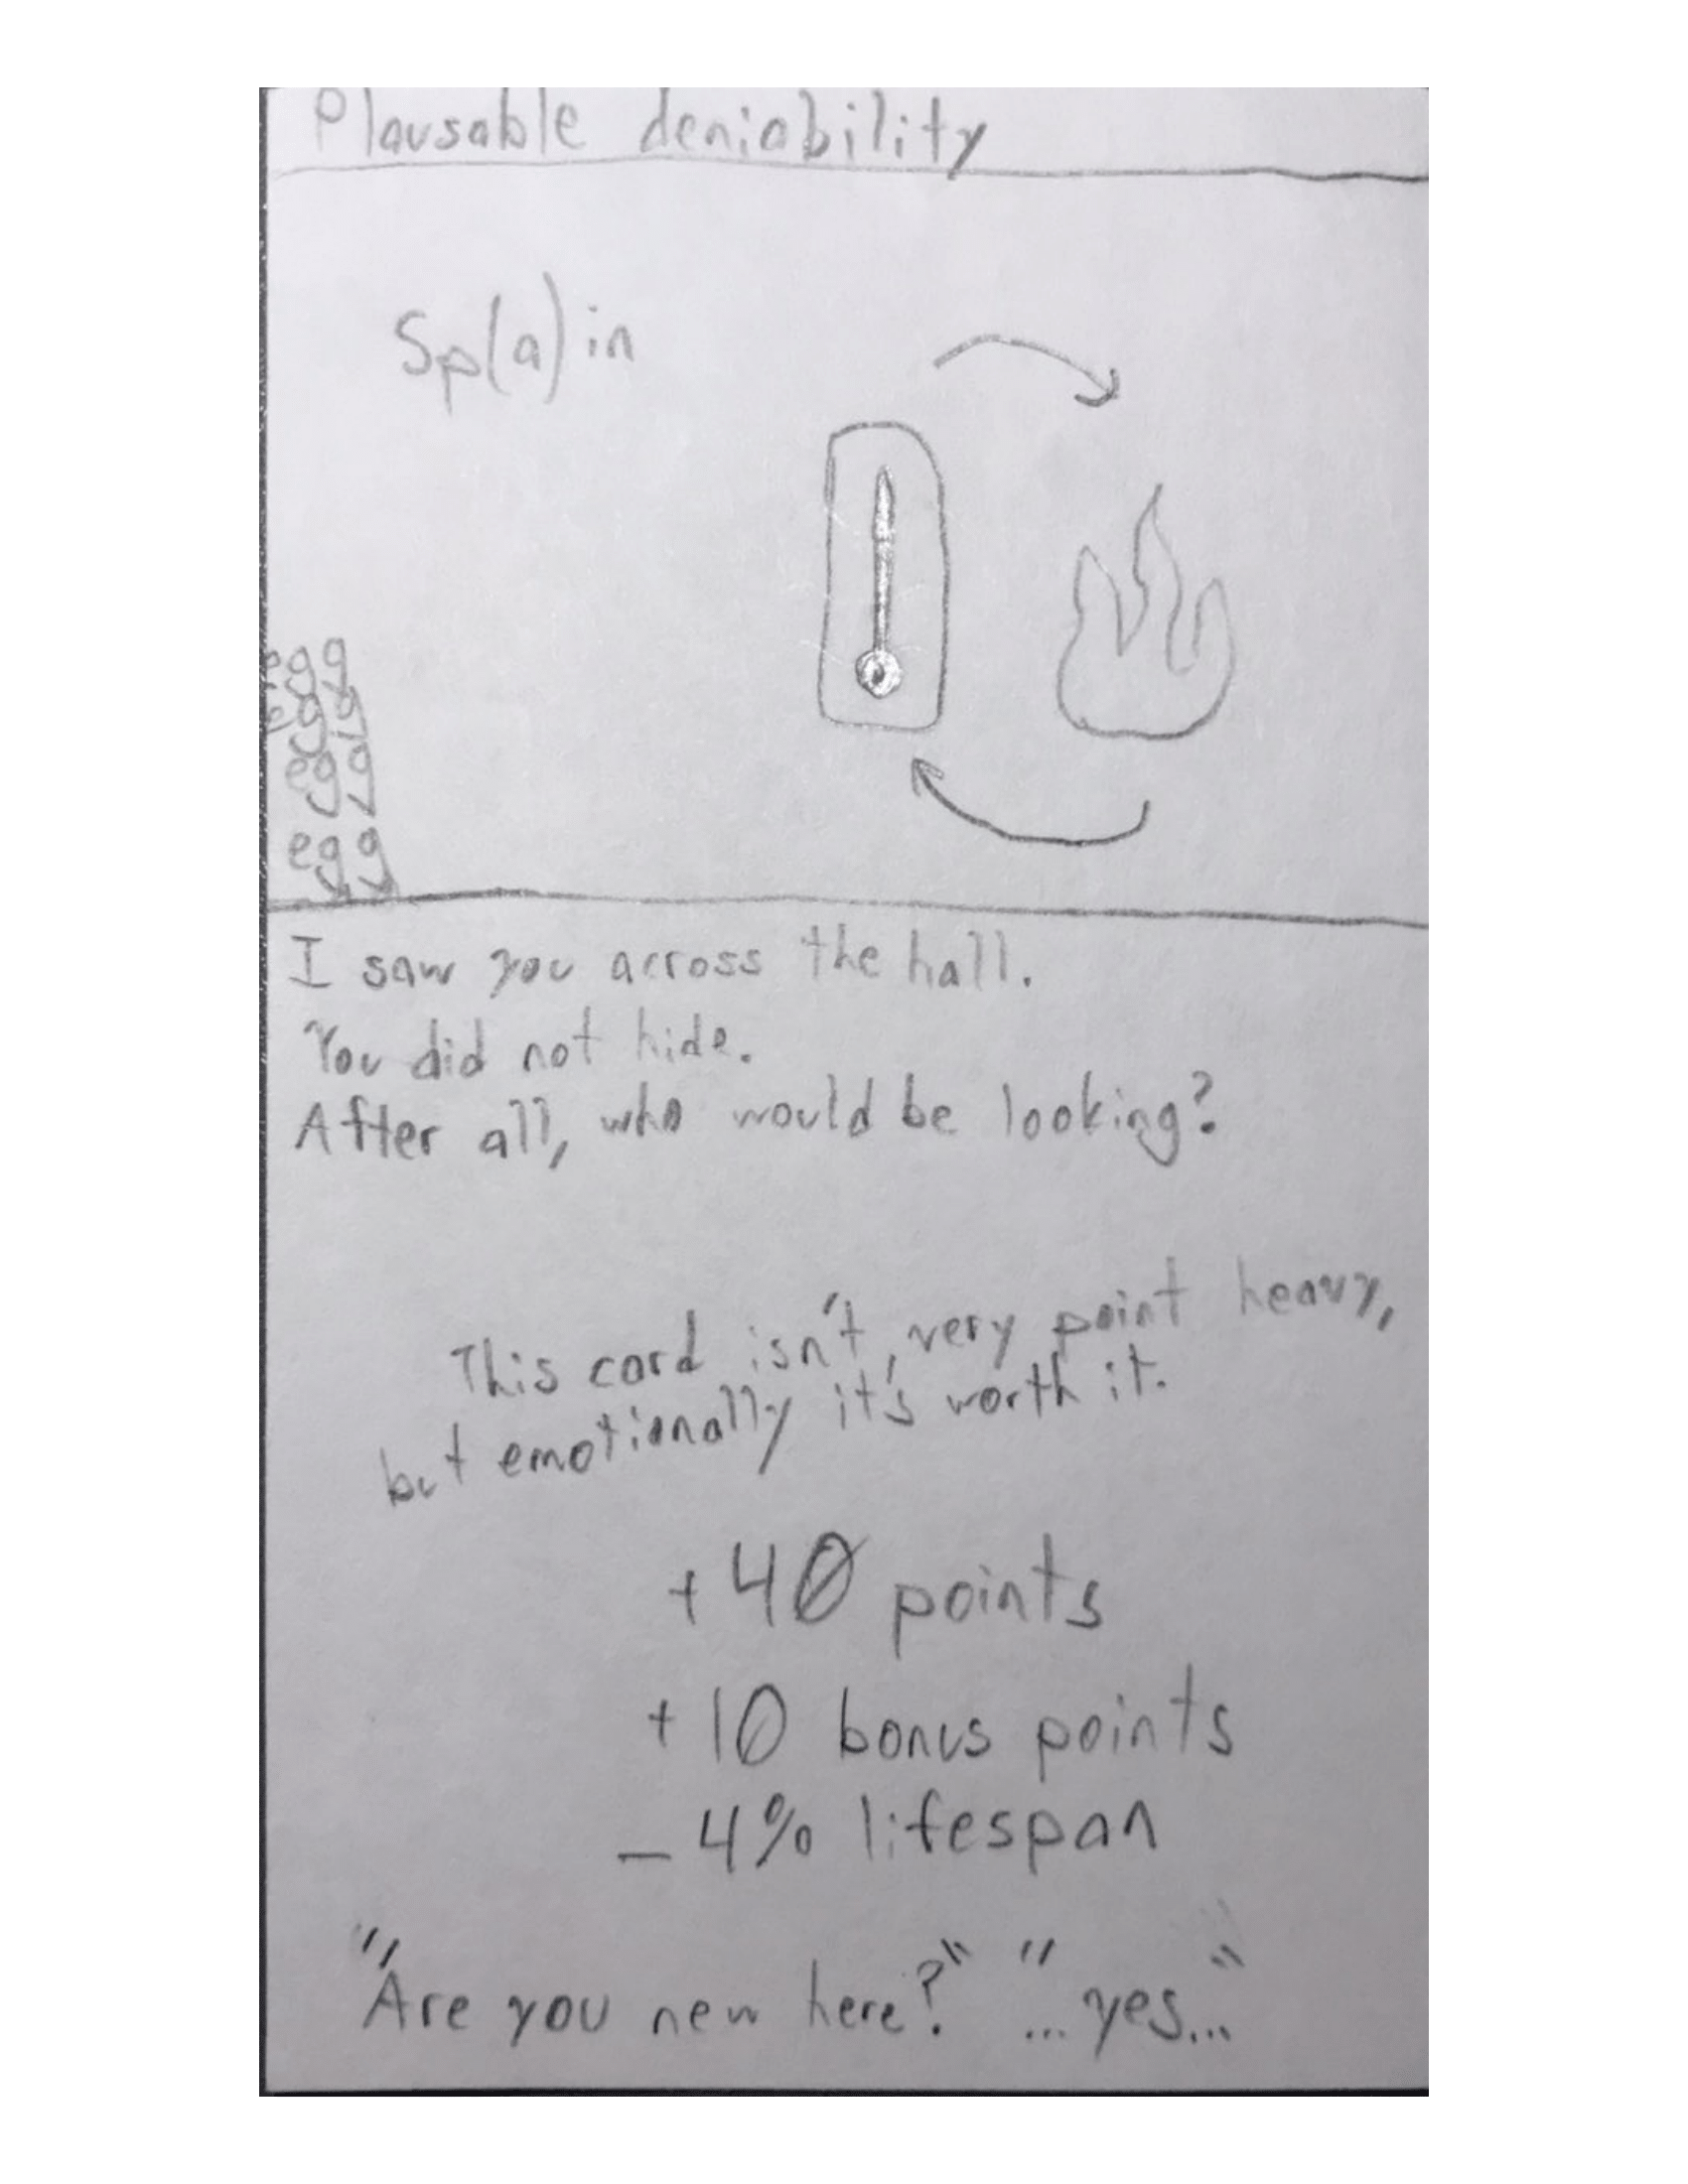 Plausable deniability
Sp(a)in
egg
egg
egg
egg
I saw you across the hall.
You did not hide.
After all, who would be looking?
This card isn't very point heavy,
but emotionally it's worth it.
+40 points
+10 bonus points
-4% lifespan
"Are you new here?" "...yes..."